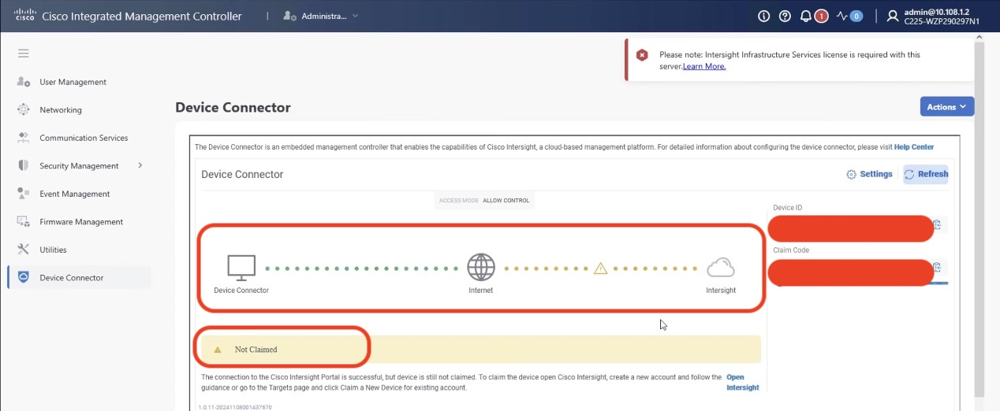 cisco Cisco Integrated Management Controller | Administra...
1 0 admin@10.108.1.2
C225-WZP290297N1
Please note: Intersight Infrastructure Services license is required with this
server.Learn More.
User Management
Networking
Communication Services
Security Management
Event Management
Firmware Management
Utilities
Device Connector
Device Connector
Actions
The Device Connector is an embedded management controller that enables the capabilities of Cisco Intersight, a cloud-based management platform. For detailed information about configuring the device connector, please visit Help Center
Device Connector
Settings Refresh
ACCESS MODE ALLOW CONTROL
Device Connector
Internet
Intersight
Device ID
Claim Code
Not Claimed
The connection to the Cisco Intersight Portal is successful, but device is still not claimed. To claim the device open Cisco Intersight, create a new account and follow the
guidance or go to the Targets page and click Claim a New Device for existing account.
Open
Intersight
1.0.11-20241108001437670